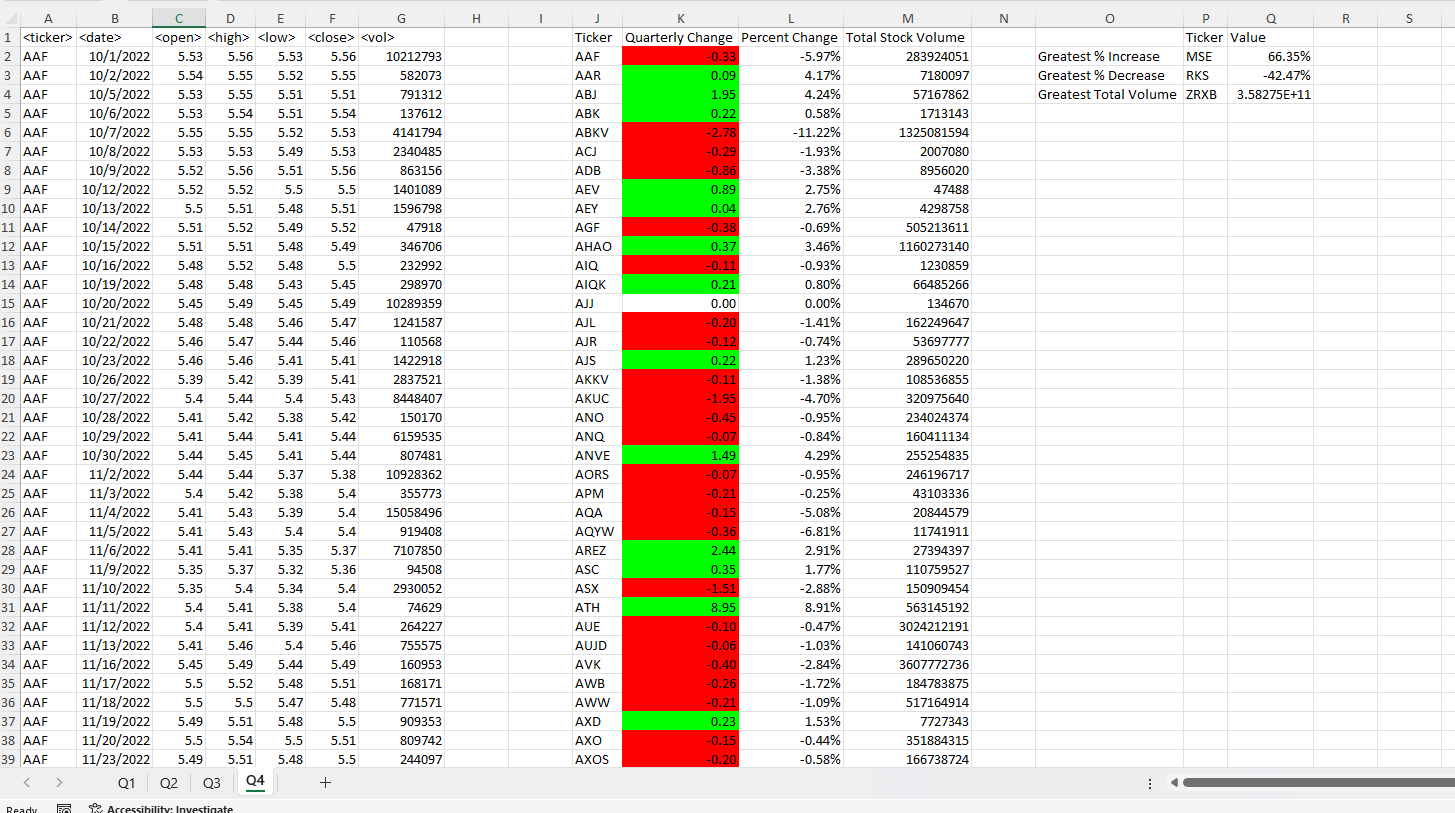 A B C D E F G H I J K L M N O P Q R S
1 <ticker> <date> <open> <high> <low> <close> <vol> Ticker Quarterly Change Percent Change Total Stock Volume Ticker Value
2 AAF 10/1/2022 5.53 5.56 5.53 5.56 10212793 AAF -0.33 -5.97% 283924051 Greatest % Increase MSE 66.35%
3 AAF 10/2/2022 5.54 5.55 5.52 5.55 582073 AAR 0.09 4.17% 7180097 Greatest % Decrease RKS -42.47%
4 AAF 10/5/2022 5.53 5.55 5.51 5.51 791312 ABJ 1.95 4.24% 57167862 Greatest Total Volume ZRXB 3.58275E+11
5 AAF 10/6/2022 5.53 5.54 5.51 5.54 137612 ABK 0.22 0.58% 1713143
6 AAF 10/7/2022 5.55 5.55 5.52 5.53 4141794 ABKV -2.78 -11.22% 1325081594
7 AAF 10/8/2022 5.53 5.53 5.49 5.53 2340485 ACJ -0.29 -1.93% 2007080
8 AAF 10/9/2022 5.52 5.56 5.51 5.56 863156 ADB -0.86 -3.38% 8956020
9 AAF 10/12/2022 5.52 5.52 5.5 5.5 1401089 AEV 0.89 2.75% 47488
10 AAF 10/13/2022 5.5 5.51 5.48 5.51 1596798 AEY 0.04 2.76% 4298758
11 AAF 10/14/2022 5.51 5.52 5.49 5.52 47918 AGF -0.38 -0.69% 505213611
12 AAF 10/15/2022 5.51 5.51 5.48 5.49 346706 AHAO 0.37 3.46% 1160273140
13 AAF 10/16/2022 5.48 5.52 5.48 5.5 232992 AIQ -0.11 -0.93% 1230859
14 AAF 10/19/2022 5.48 5.48 5.43 5.45 298970 AIQK 0.21 0.80% 66485266
15 AAF 10/20/2022 5.45 5.49 5.45 5.49 10289359 AJJ 0.00 0.00% 134670
16 AAF 10/21/2022 5.48 5.48 5.46 5.47 1241587 AJL -0.20 -1.41% 162249647
17 AAF 10/22/2022 5.46 5.47 5.44 5.46 110568 AJR -0.12 -0.74% 53697777
18 AAF 10/23/2022 5.46 5.46 5.41 5.41 1422918 AJS 0.22 1.23% 289650220
19 AAF 10/26/2022 5.39 5.42 5.39 5.41 2837521 AKKV -0.11 -1.38% 108536855
20 AAF 10/27/2022 5.4 5.44 5.4 5.43 8448407 AKUC -1.95 -4.70% 320975640
21 AAF 10/28/2022 5.41 5.42 5.38 5.42 150170 ANO -0.45 -0.95% 234024374
22 AAF 10/29/2022 5.41 5.44 5.41 5.44 6159535 ANQ -0.07 -0.84% 160411134
23 AAF 10/30/2022 5.44 5.45 5.41 5.44 807481 ANVE 1.49 4.29% 255254835
24 AAF 11/2/2022 5.44 5.44 5.37 5.38 10928362 AORS -0.07 -0.95% 246196717
25 AAF 11/3/2022 5.4 5.42 5.38 5.4 355773 APM -0.21 -0.25% 43103336
26 AAF 11/4/2022 5.41 5.43 5.39 5.4 15058496 AQA -0.15 -5.08% 20844579
27 AAF 11/5/2022 5.41 5.43 5.4 5.4 919408 AQYW -0.36 -6.81% 11741911
28 AAF 11/6/2022 5.41 5.41 5.35 5.37 7107850 AREZ 2.44 2.91% 27394397
29 AAF 11/9/2022 5.35 5.37 5.32 5.36 94508 ASC 0.35 1.77% 110759527
30 AAF 11/10/2022 5.35 5.4 5.34 5.4 2930052 ASX -1.51 -2.88% 150909454
31 AAF 11/11/2022 5.4 5.41 5.38 5.4 74629 ATH 8.95 8.91% 563145192
32 AAF 11/12/2022 5.4 5.41 5.39 5.41 264227 AUE -0.10 -0.47% 3024212191
33 AAF 11/13/2022 5.41 5.46 5.4 5.46 755575 AUJD -0.06 -1.03% 141060743
34 AAF 11/16/2022 5.45 5.49 5.44 5.49 160953 AVK -0.40 -2.84% 3607772736
35 AAF 11/17/2022 5.5 5.52 5.48 5.51 168171 AWB -0.26 -1.72% 184783875
36 AAF 11/18/2022 5.5 5.5 5.47 5.48 771571 AWW -0.21 -1.09% 517164914
37 AAF 11/19/2022 5.49 5.51 5.48 5.5 909353 AXD 0.23 1.53% 7727343
38 AAF 11/20/2022 5.5 5.54 5.5 5.51 809742 AXO -0.15 -0.44% 351884315
39 AAF 11/23/2022 5.49 5.51 5.48 5.5 244097 AXOS -0.20 -0.58% 166738724
Q1 Q2 Q3 Q4 +
Ready Accessibility: Investigate